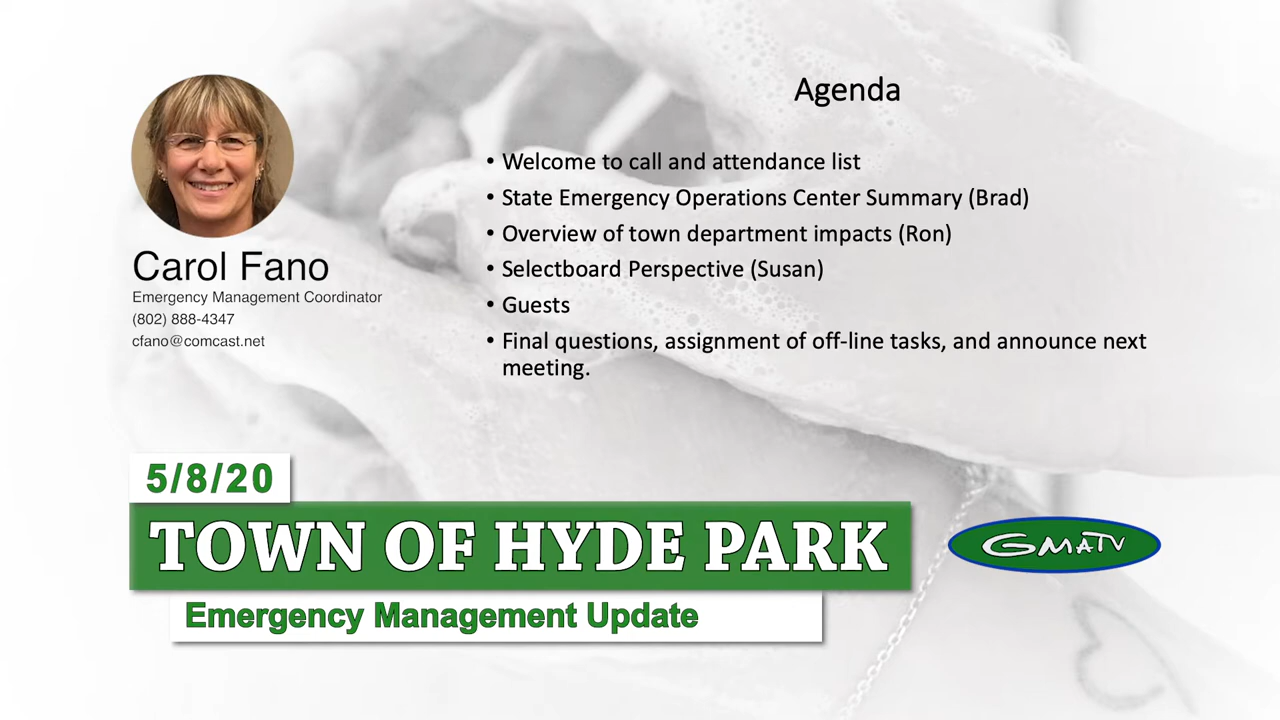 Agenda
• Welcome to call and attendance list
• State Emergency Operations Center Summary (Brad)
• Overview of town department impacts (Ron)
• Selectboard Perspective (Susan)
• Guests
• Final questions, assignment of off-line tasks, and announce next
meeting.
Carol Fano
Emergency Management Coordinator
(802) 888-4347
cfano@comcast.net
5/8/20
TOWN OF HYDE PARK
GMATV
Emergency Management Update